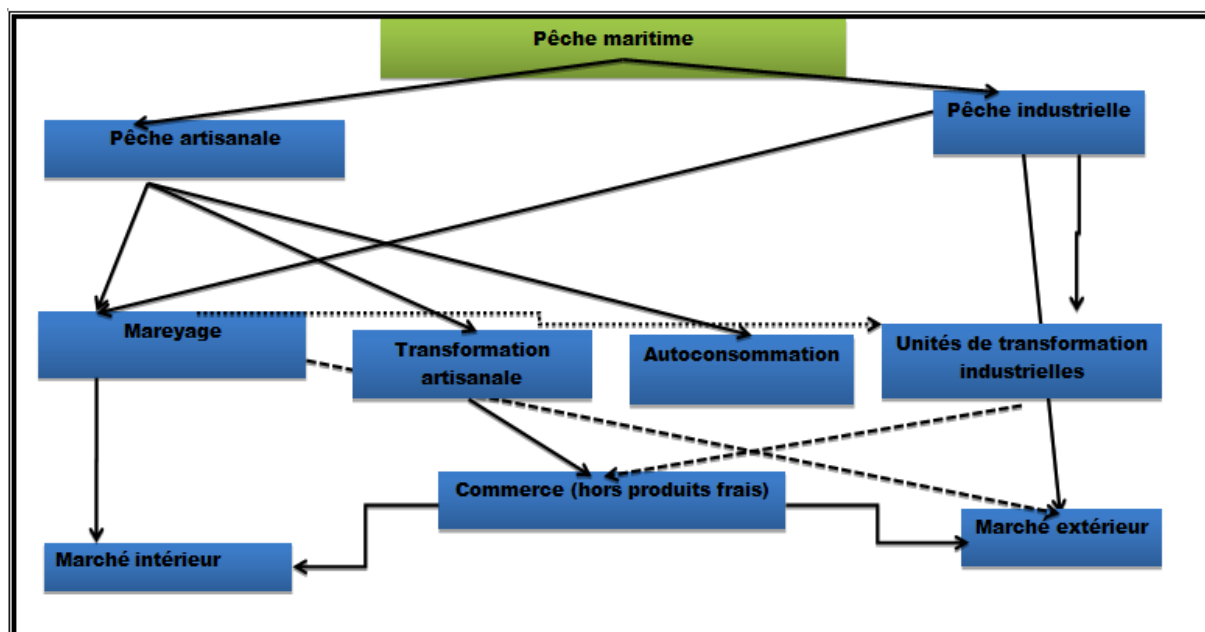 Pêche maritime
Pêche industrielle
Pêche artisanale
Mareyage
Transformation
artisanale
Autoconsommation
Unités de transformation
industrielles
Commerce (hors produits frais)
Marché extérieur
Marché intérieur